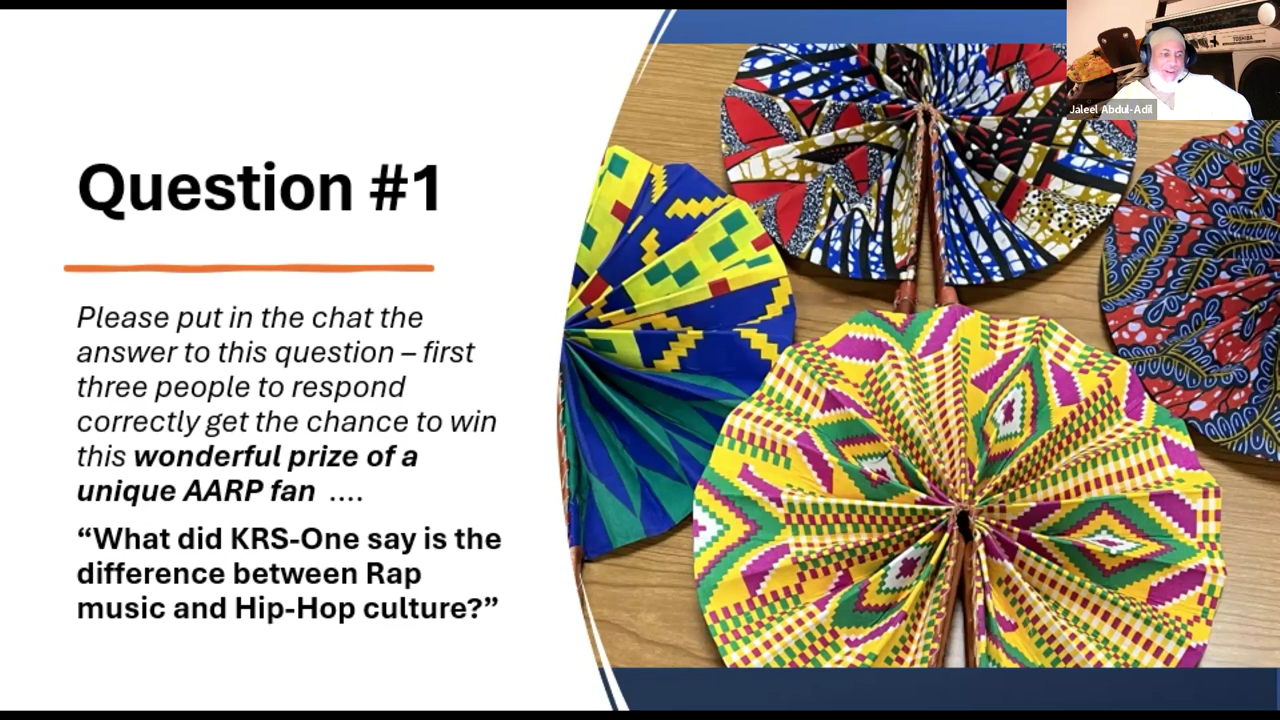 Question #1
Please put in the chat the
answer to this question – first
three people to respond
correctly get the chance to win
this wonderful prize of a
unique AARP fan ....
“What did KRS-One say is the
difference between Rap
music and Hip-Hop culture?”
TOSHIBA
Jaleel Abdul-Adil